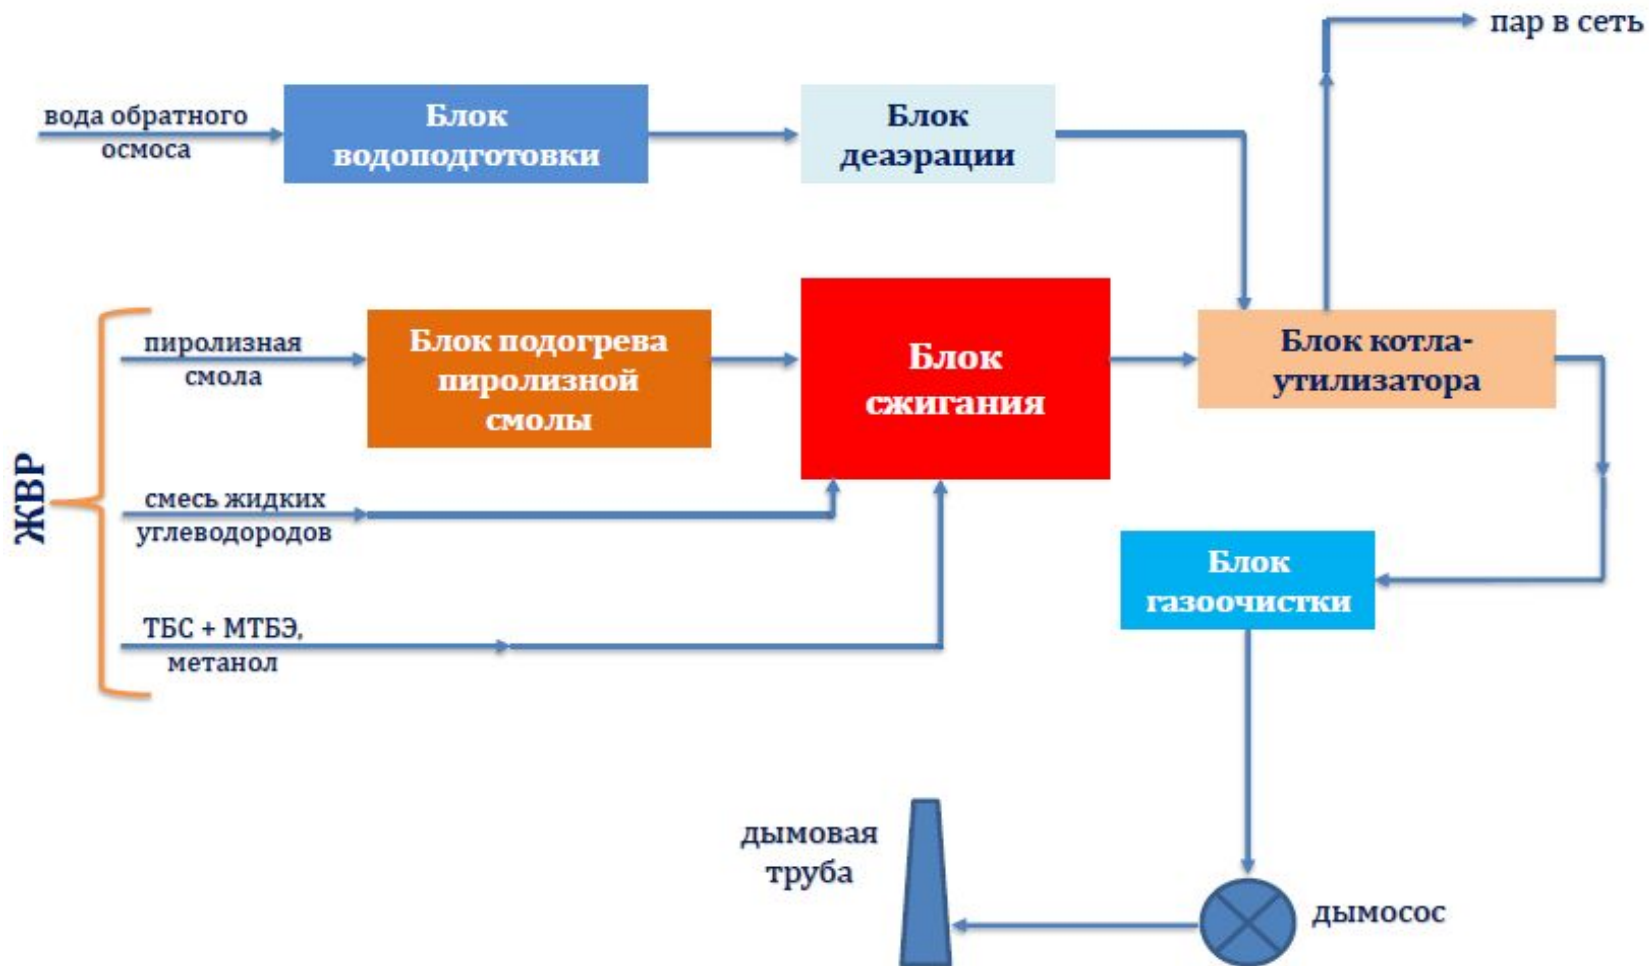 пар в сеть
вода обратного
осмоса
Блок
водоподготовки
Блок
деаэрации
ЖВР
пиролизная
смола
Блок подогрева
пиролизной
смолы
Блок
сжигания
Блок котла-
утилизатора
смесь жидких
углеводородов
Блок
газоочистки
ТБС + МТБЭ,
метанол
дымовая
труба
дымосос